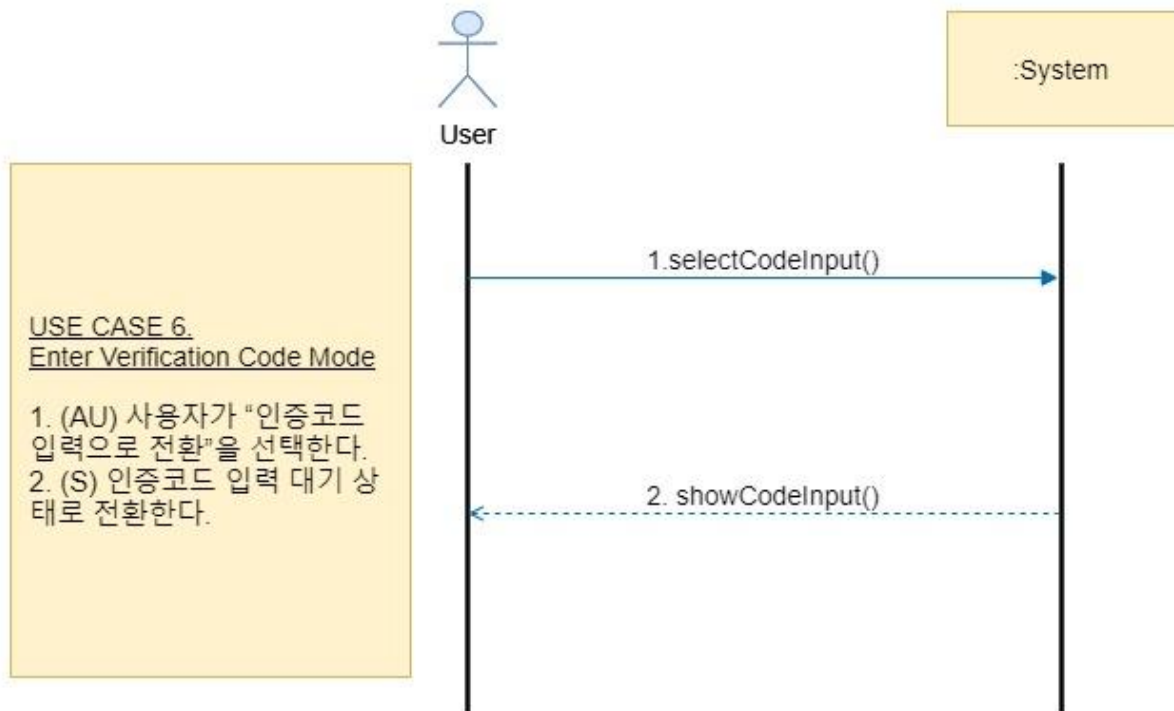 User
:System
1.selectCodeInput()
USE CASE 6.
Enter Verification Code Mode
1. (AU) 사용자가 “인증코드
입력으로 전환”을 선택한다.
2. (S) 인증코드 입력 대기 상
태로 전환한다.
2. showCodeInput()